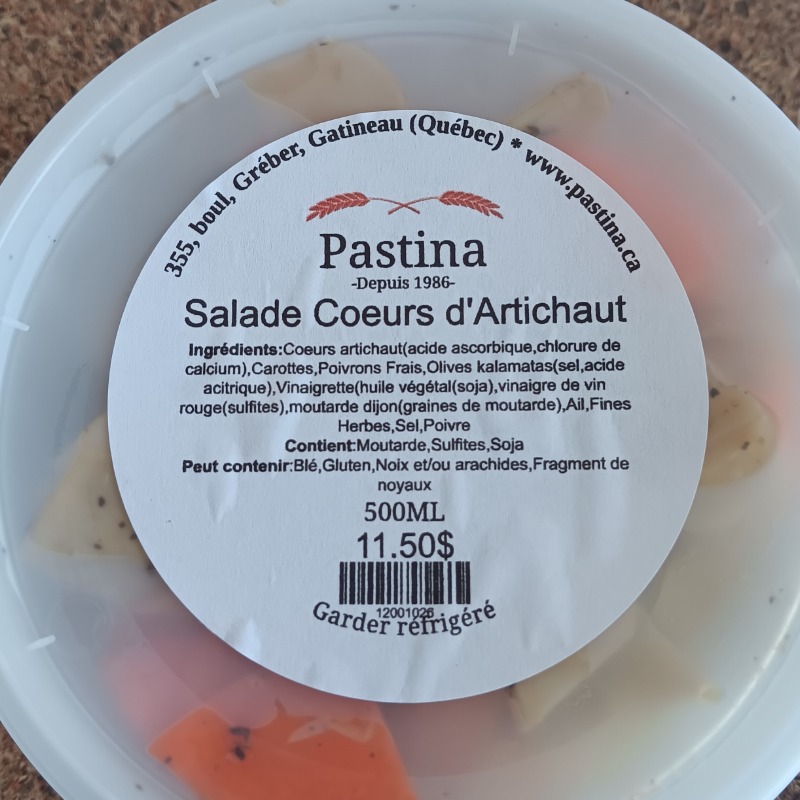 355, boul, Gréber, Gatineau (Québec) * www.pastina.ca
Pastina
-Depuis 1986-
Salade Coeurs d'Artichaut
Ingrédients:Coeurs artichaut(acide ascorbique,chlorure de
calcium),Carottes,Poivrons Frais,Olives kalamatas(sel,acide
acitrique),Vinaigrette(huile végétal(soja),vinaigre de vin
rouge(sulfites),moutarde dijon(graines de moutarde),Ail,Fines
Herbes,Sel,Poivre
Contient:Moutarde,Sulfites,Soja
Peut contenir:Blé,Gluten,Noix et/ou arachides,Fragment de
noyaux
500ML
11.50$
12001026
Garder réfrigéré